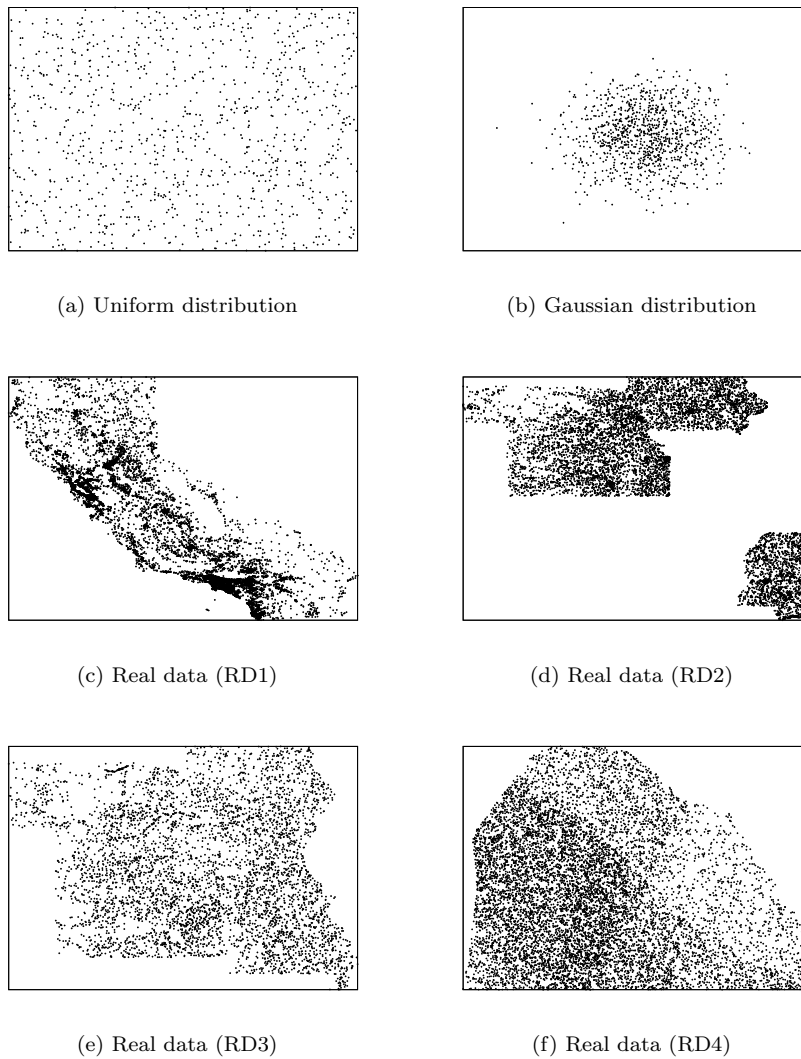 (a) Uniform distribution
(b) Gaussian distribution
(c) Real data (RD1)
(d) Real data (RD2)
(e) Real data (RD3)
(f) Real data (RD4)